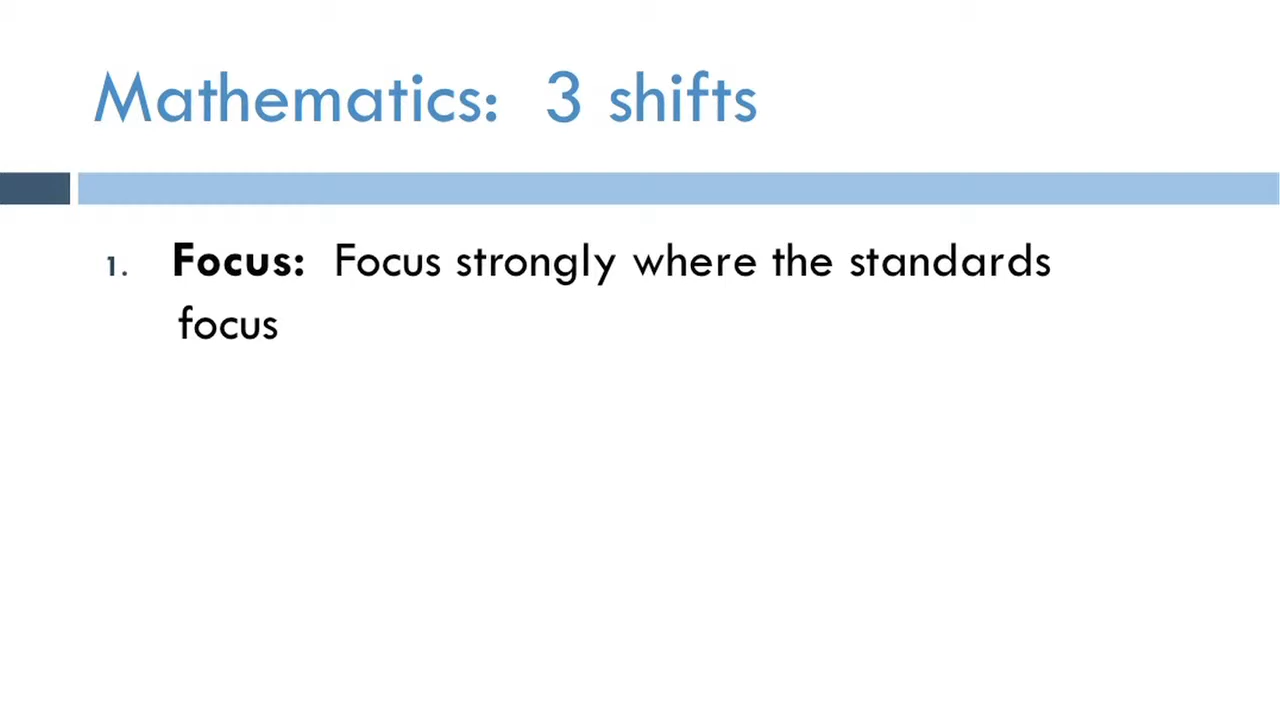 Mathematics: 3 shifts
1. Focus: Focus strongly where the standards
focus